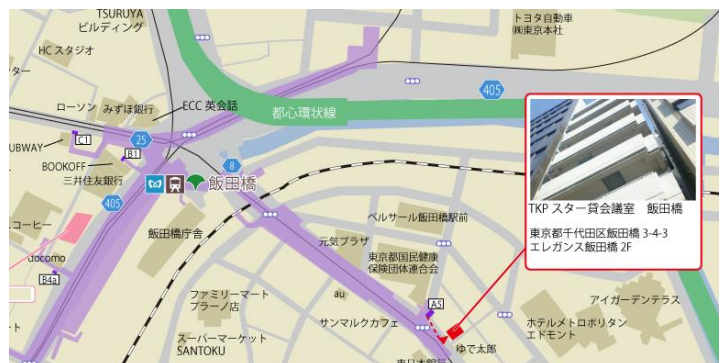 TSURUYA
ビルディング
HC スタジオ
トヨタ自動車
㈱東京本社
ター
ローソン
みずほ銀行
ECC 英会話
都心環状線
405
25
C1
SUBWAY
B1
BOOKOFF
三井住友銀行
8
飯田橋
405
TKP スター貸会議室 飯田橋
東京都千代田区飯田橋 3-4-3
エレガンス飯田橋 2F
スコーヒー
飯田橋庁舎
ベルサール飯田橋駅前
元気プラザ
東京都国民健康
保険団体連合会
docomo
B4a
ファミリーマート
プラーノ店
au
A5
アイガーデンテラス
サンマルクカフェ
ホテルメトロポリタン
エドモント
ート
スーパーマーケット
SANTOKU
ゆで太郎